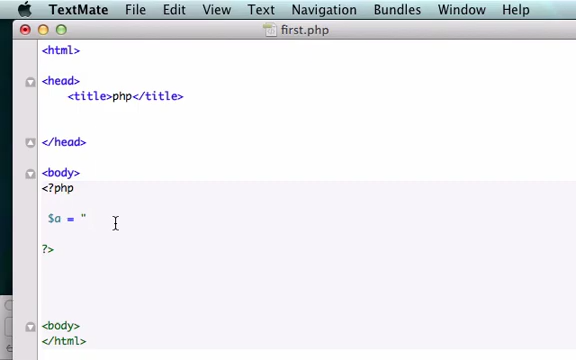 TextMate File Edit View Text Navigation Bundles Window Help
first.php
<html>
<head>
<title>php</title>
</head>
<body>
<?php
$a = "
?>
<body>
</html>